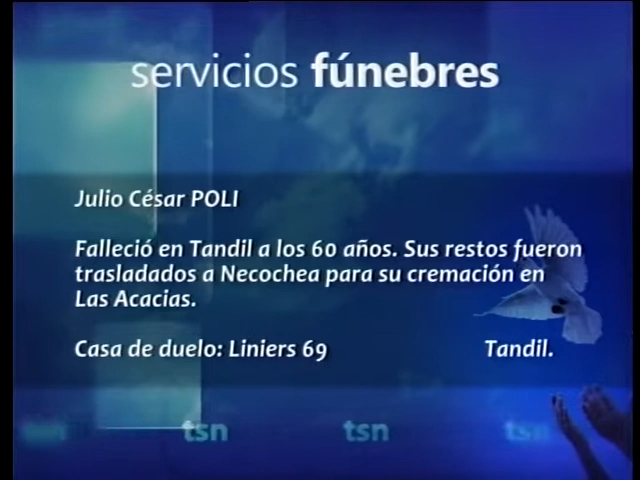 servicios fúnebres
Julio César POLI
Falleció en Tandil a los 60 años. Sus restos fueron
trasladados a Necochea para su cremación en
Las Acacias.
Casa de duelo: Liniers 69 Tandil.
tsn tsn tsn